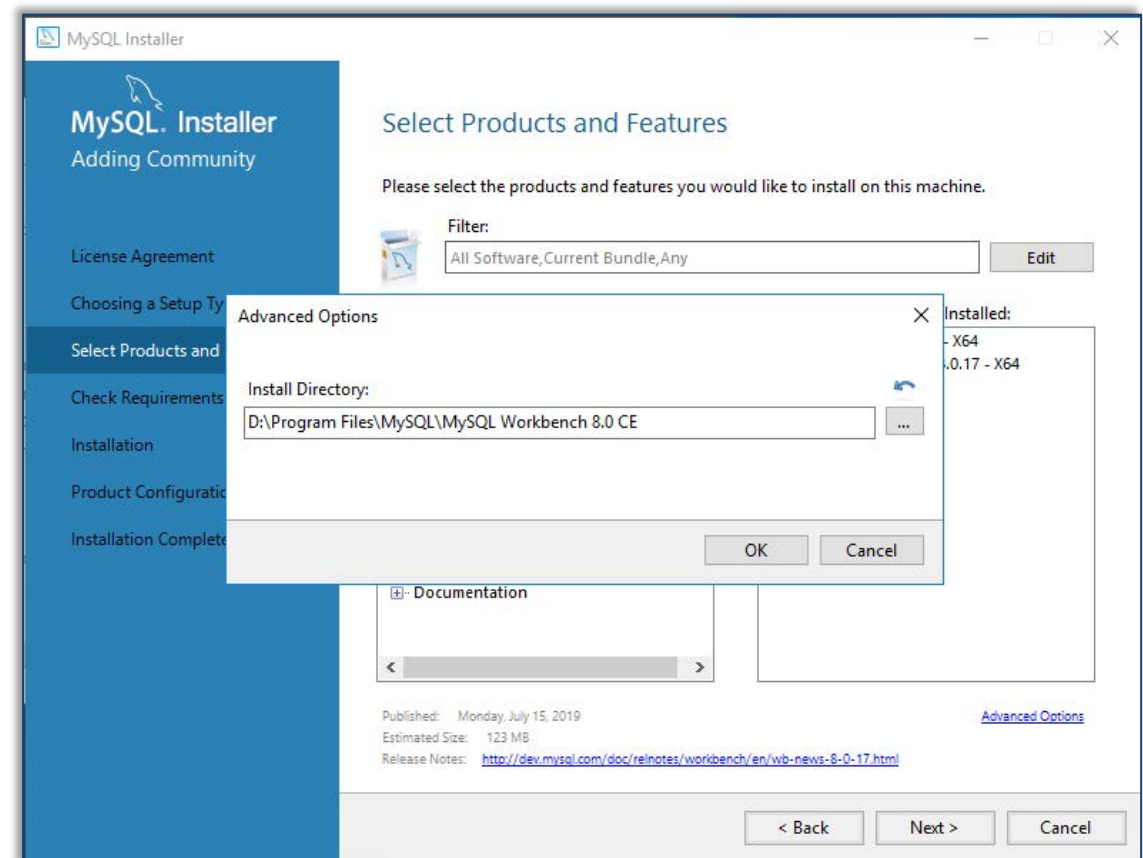 MySQL Installer
MySQL. Installer
Adding Community
License Agreement
Choosing a Setup Ty
Select Products and
Check Requirements
Installation
Product Configuratio
Installation Complete
Select Products and Features
Please select the products and features you would like to install on this machine.
Filter:
All Software,Current Bundle,Any
Edit
Installed:
- X64
.0.17 - X64
Advanced Options
Install Directory:
D:\Program Files\MySQL\MySQL Workbench 8.0 CE
...
OK Cancel
Documentation
Published: Monday, July 15, 2019
Estimated Size: 123 MB
Release Notes: http://dev.mysql.com/doc/relnotes/workbench/en/wb-news-8-0-17.html
Advanced Options
< Back Next > Cancel